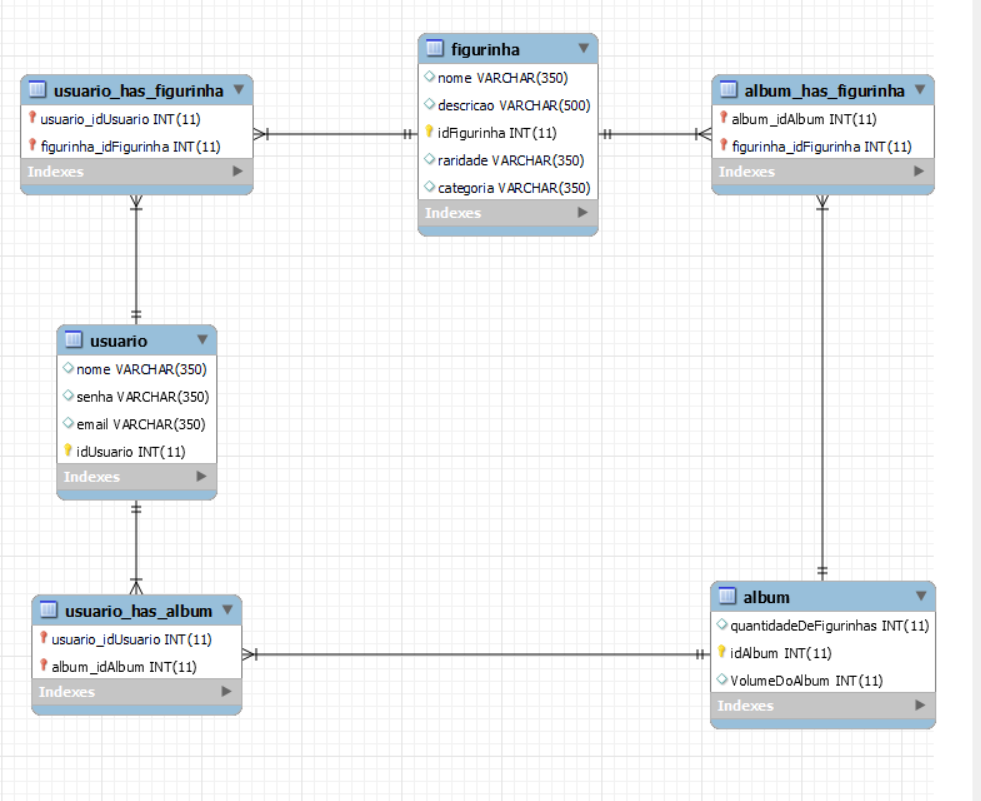 figurinha
nome VARCHAR(350)
descricao VARCHAR(500)
idFigurinha INT(11)
raridade VARCHAR(350)
categoria VARCHAR(350)
Indexes
usuario_has_figurinha
usuario_idUsuario INT(11)
figurinha_idFigurinha INT(11)
Indexes
album_has_figurinha
album_idAlbum INT(11)
figurinha_idFigurinha INT(11)
Indexes
usuario
nome VARCHAR(350)
senha VARCHAR(350)
email VARCHAR(350)
idUsuario INT(11)
Indexes
usuario_has_album
usuario_idUsuario INT(11)
album_idAlbum INT(11)
Indexes
album
quantidadeDeFigurinhas INT(11)
idAlbum INT(11)
VolumeDoAlbum INT(11)
Indexes